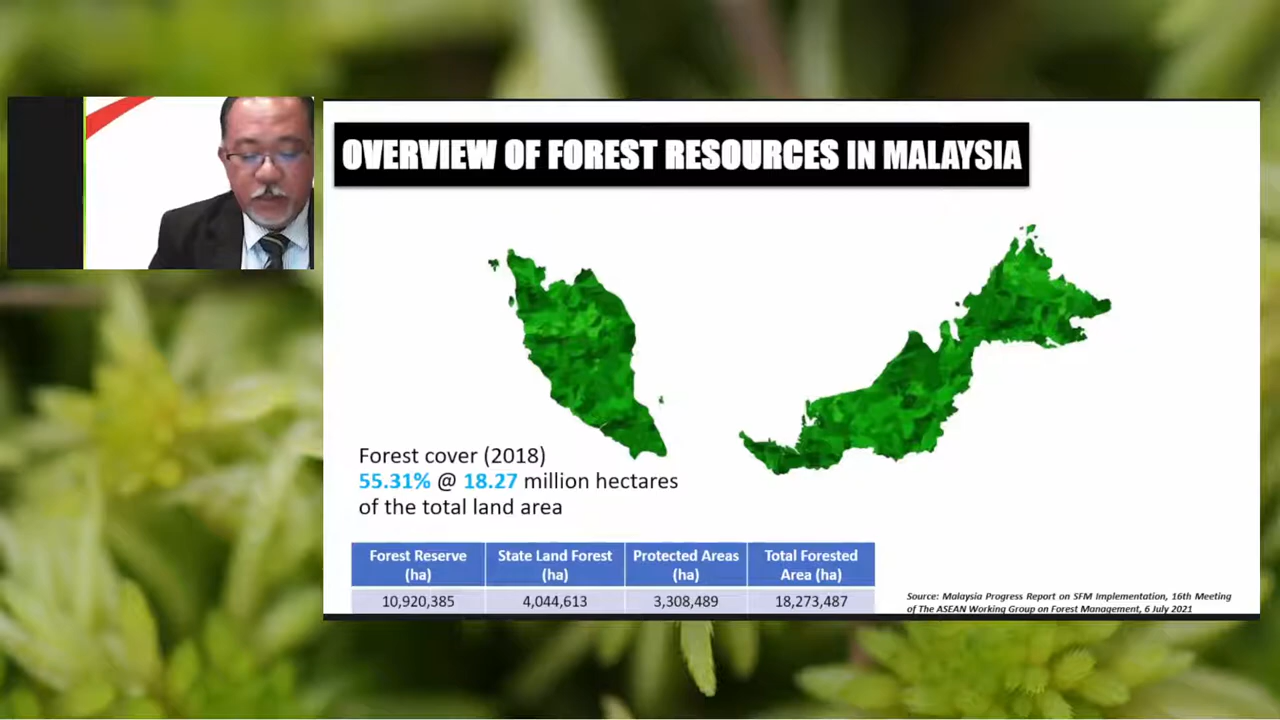 OVERVIEW OF FOREST RESOURCES IN MALAYSIA
Forest cover (2018)
55.31% @ 18.27 million hectares
of the total land area
Forest Reserve (ha)
State Land Forest (ha)
Protected Areas (ha)
Total Forested Area (ha)
10,920,385
4,044,613
3,308,489
18,273,487
Source: Malaysia Progress Report on SFM Implementation, 16th Meeting
of The ASEAN Working Group on Forest Management, 6 July 2021